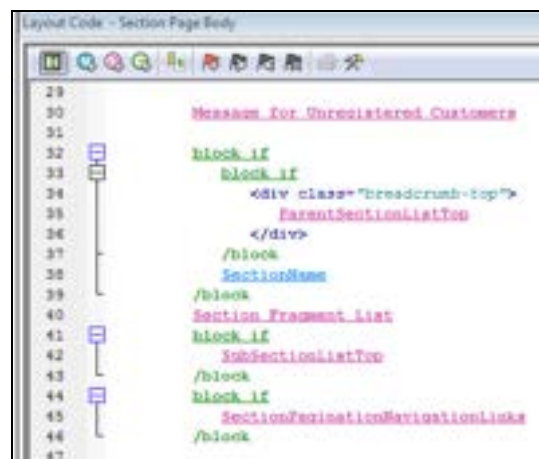 Layout Code - Section Page Body
29
30 Message for Unregistered Customers
31
32 block if
33 block if
34 <div class="breadcrumb-top">
35 ParentSectionListTop
36 </div>
37 /block
38 SectionName
39 /block
40 Section Fragment List
41 block if
42 SubSectionListTop
43 /block
44 block if
45 SectionPaginationNavigationLinks
46 /block
47